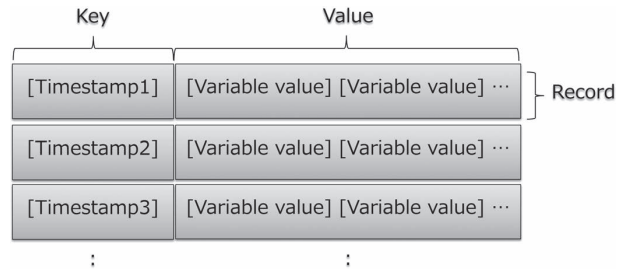 Key Value
[Timestamp1] [Variable value] [Variable value] ⋯ Record
[Timestamp2] [Variable value] [Variable value] ⋯
[Timestamp3] [Variable value] [Variable value] ⋯
: :